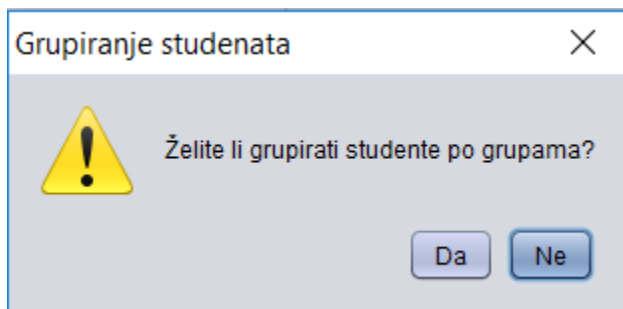 Grupiranje studenata
Želite li grupirati studente po grupama?
Da Ne